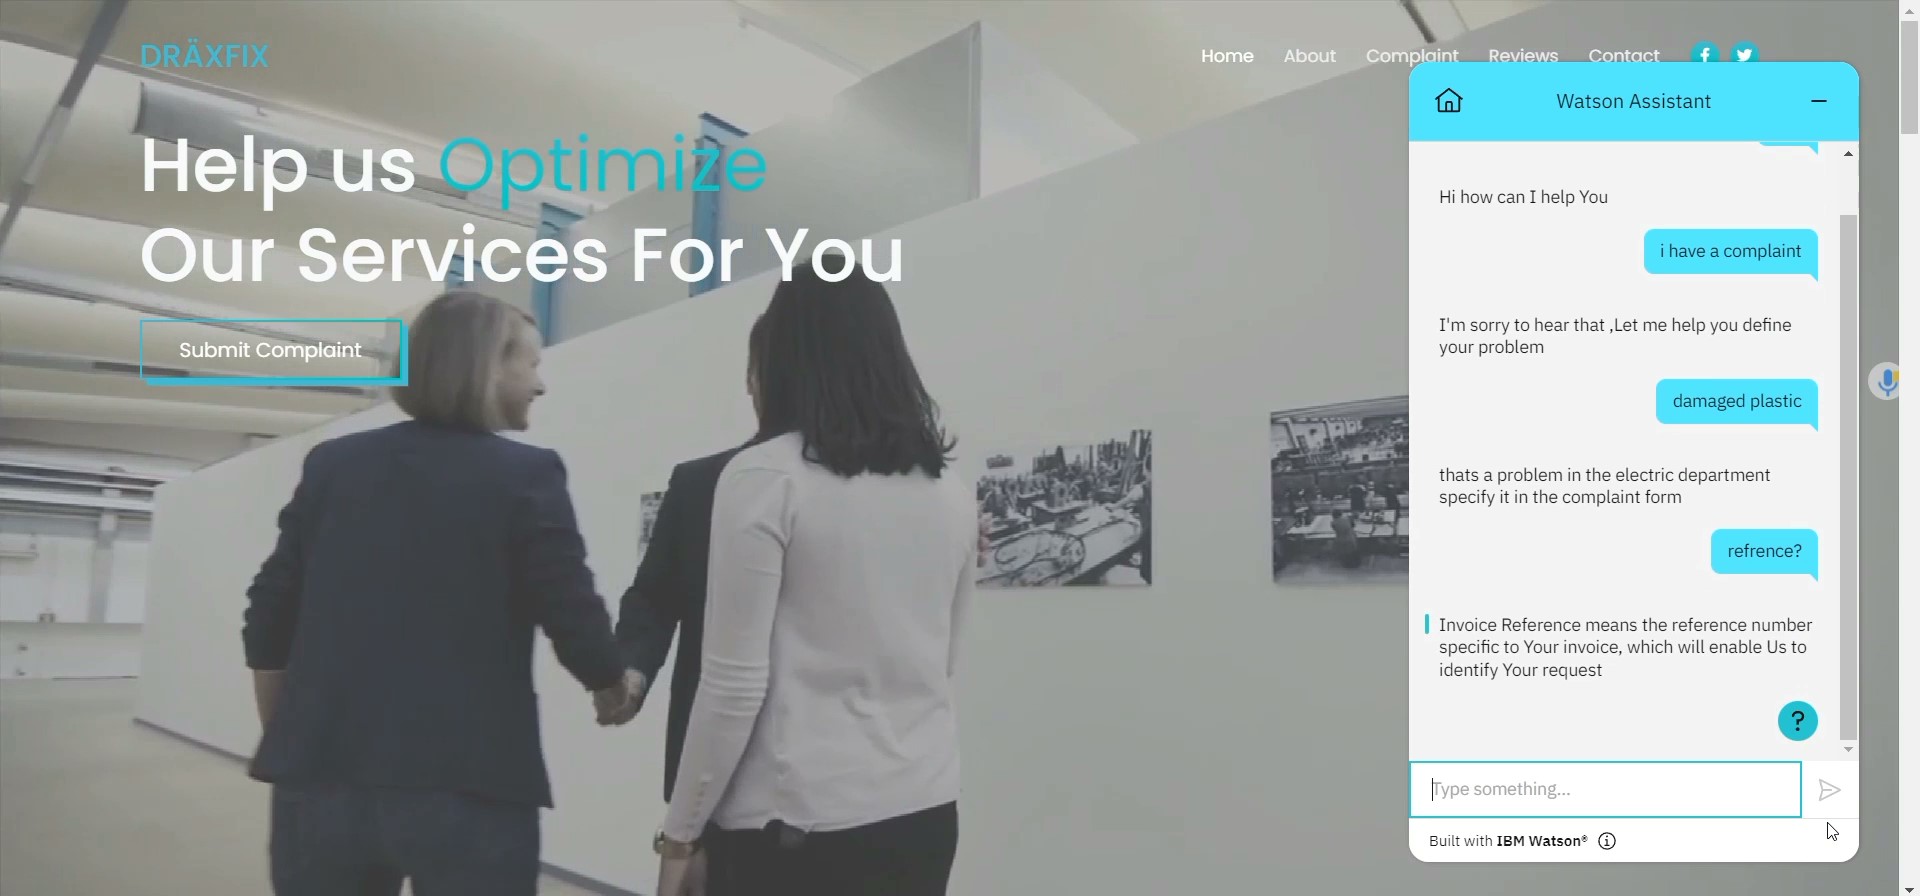 DRÄXFIX
Home About Complaint Reviews Contact
Help us Optimize
Our Services For You
Submit Complaint
Watson Assistant
Hi how can I help You
i have a complaint
I'm sorry to hear that ,Let me help you define
your problem
damaged plastic
thats a problem in the electric department
specify it in the complaint form
refrence?
Invoice Reference means the reference number
specific to Your invoice, which will enable Us to
identify Your request
?
Type something...
Built with IBM Watson®